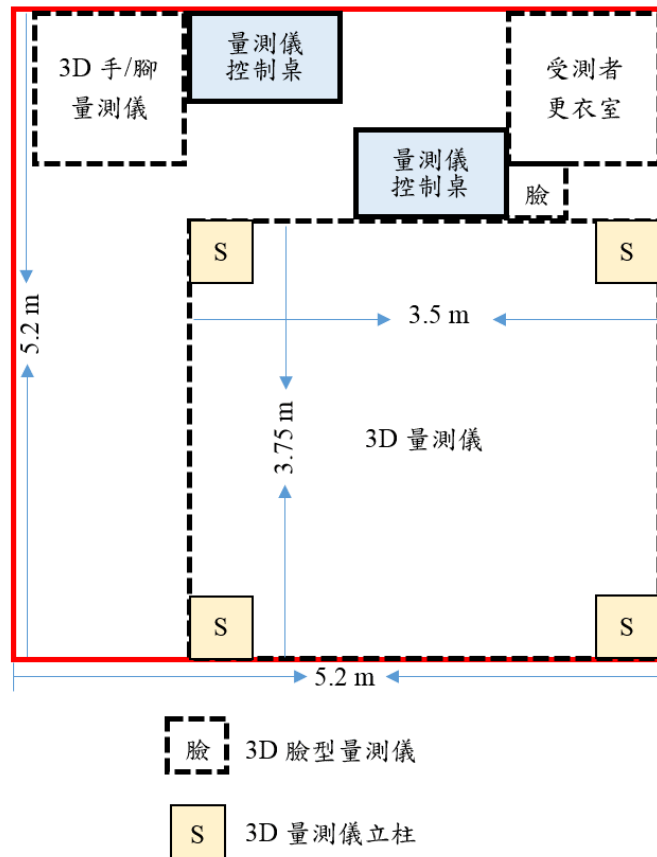 3D 手/腳
量測儀
量測儀
控制桌
受測者
更衣室
量測儀
控制桌
臉
S
S
3.5 m
5.2 m
3.75 m
3D 量測儀
S
S
5.2 m
臉
3D 臉型量測儀
S
3D 量測儀立柱